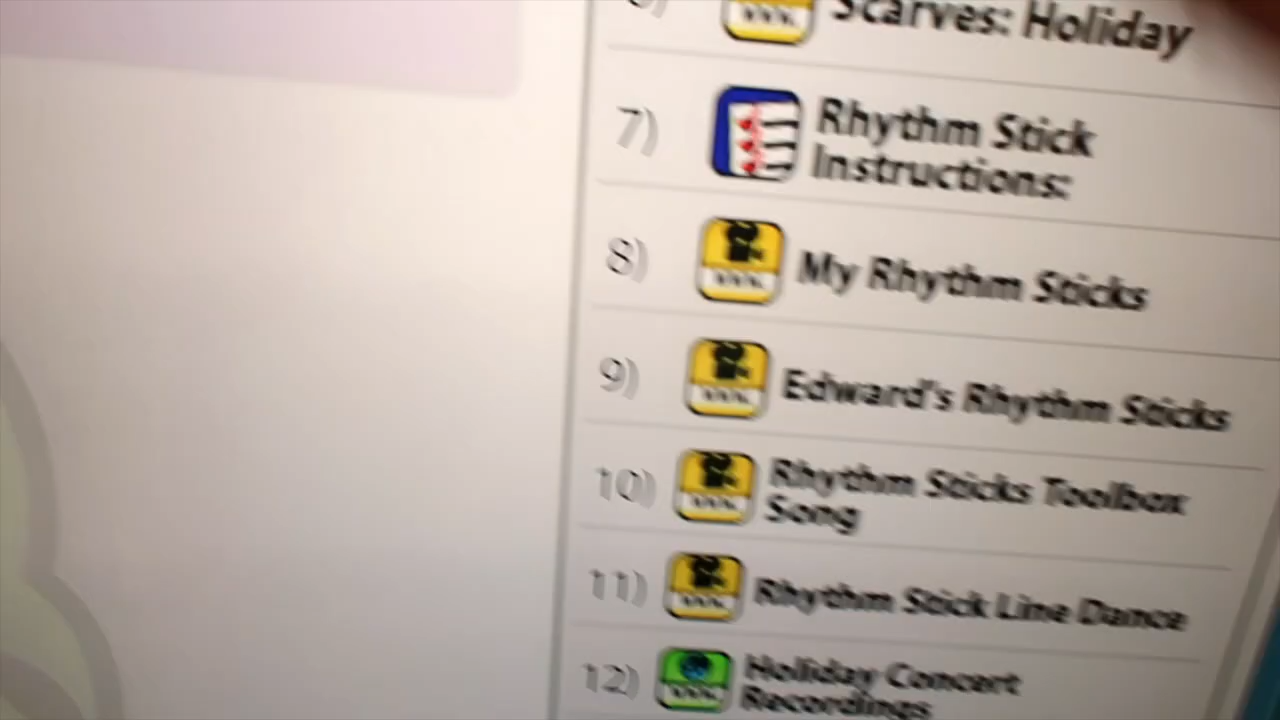 Scarves: Holiday
7) Rhythm Stick
Instructions:
8) My Rhythm Sticks
9) Edward's Rhythm Sticks
10) Rhythm Sticks Toolbox
Song
11) Rhythm Stick Line Dance
12) Holiday Concert
Recordings